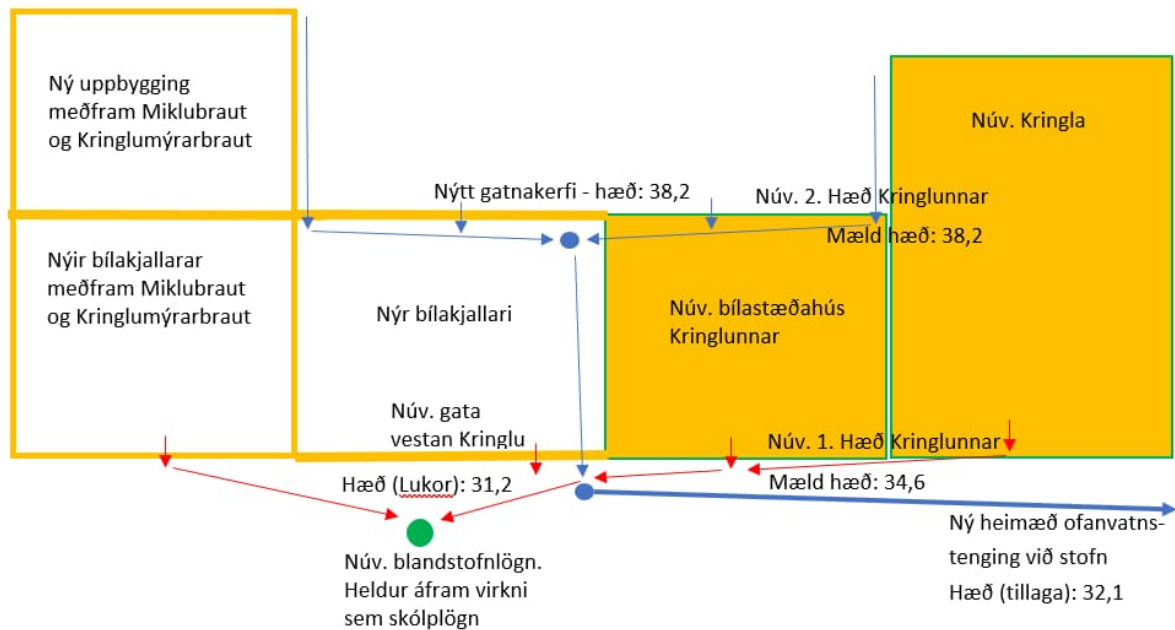 Ný uppbygging
meðfram Miklubraut
og Kringlumýrarbraut
Núv. Kringla
Nýtt gatnakerfi - hæð: 38,2
Núv. 2. Hæð Kringlunnar
Mæld hæð: 38,2
Nýir bílakjallarar
meðfram Miklubraut
og Kringlumýrarbraut
Nýr bílakjallari
Núv. bílastæðahús
Kringlunnar
Núv. gata
vestan Kringlu
Núv. 1. Hæð Kringlunnar
Hæð (Lukor): 31,2
Mæld hæð: 34,6
Ný heimæð ofanvatns-
tenging við stofn
Hæð (tillaga): 32,1
Núv. blandstofnlögn.
Heldur áfram virkni
sem skólplögn